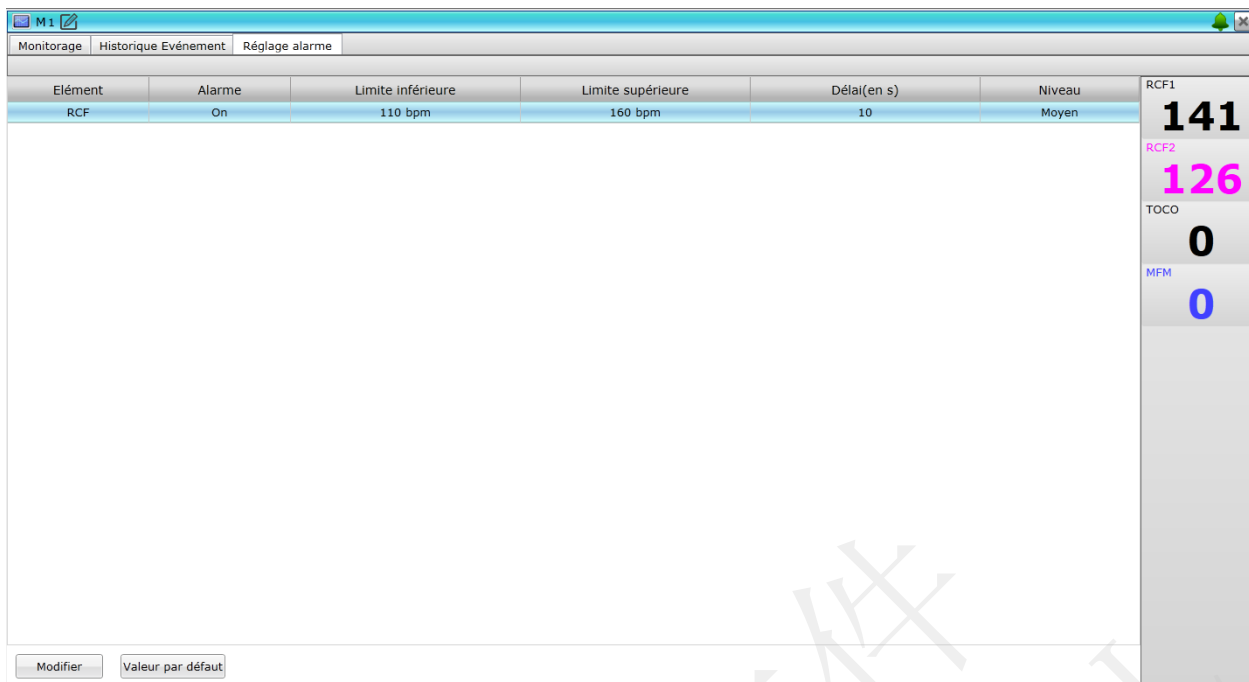 M1
Monitorage Historique Evénement Réglage alarme
Elément Alarme Limite inférieure Limite supérieure Délai(en s) Niveau
RCF On 110 bpm 160 bpm 10 Moyen
RCF1
141
RCF2
126
TOCO
0
MFM
0
Modifier Valeur par défaut
件